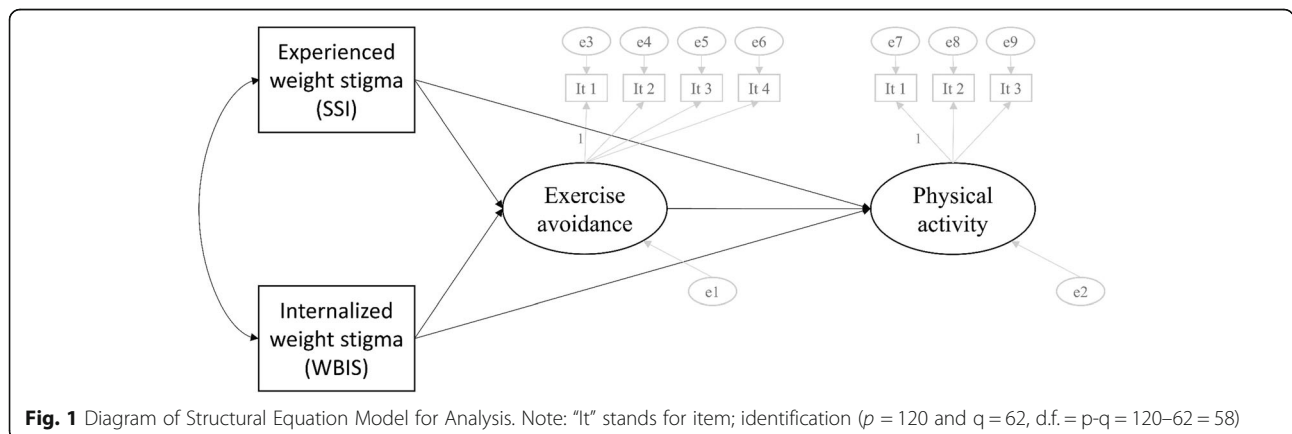 Experienced
weight stigma
(SSI)
e3 e4 e5 e6
It 1 It 2 It 3 It 4
1
e7 e8 e9
It 1 It 2 It 3
1
Exercise
avoidance
Physical
activity
e1
e2
Internalized
weight stigma
(WBIS)
Fig. 1 Diagram of Structural Equation Model for Analysis. Note: “It” stands for item; identification (p = 120 and q = 62, d.f. = p-q = 120–62 = 58)